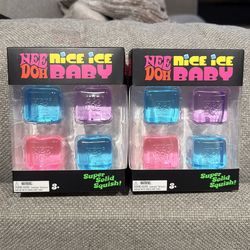 NEE DOH
NICE ICE
BABY
Super Solid
Squish!
3+
NEE DOH
NICE ICE
BABY
Super Solid
Squish!
3+